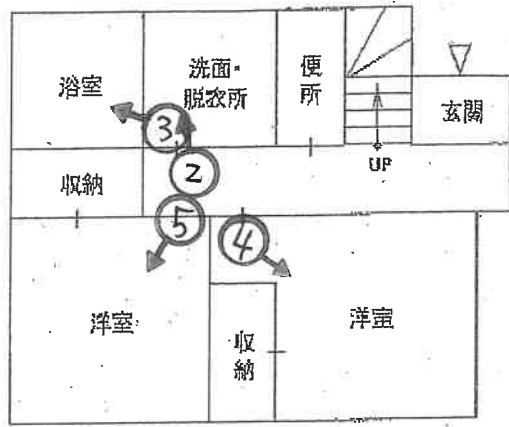 浴室
洗面・
脱衣所
便
所
玄関
③
UP
②
収納
⑤
④
洋室
洋室
収
納